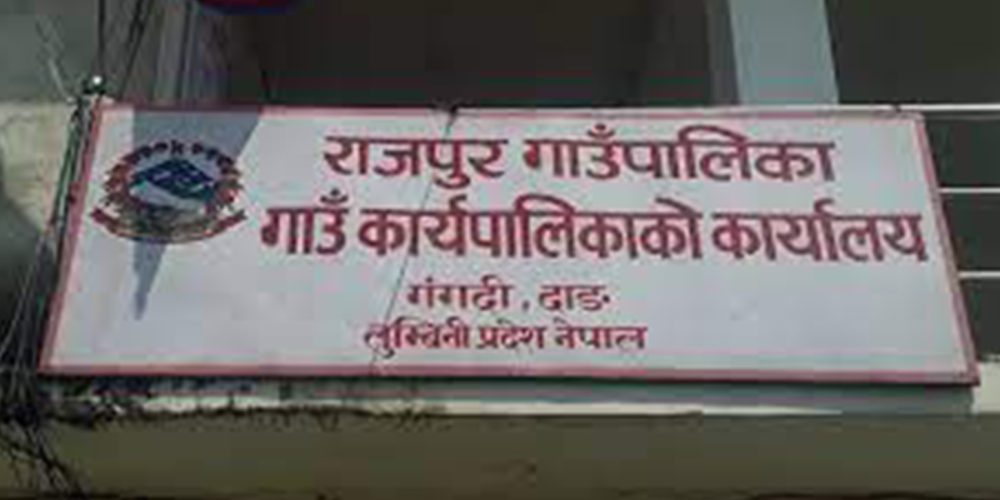 राजपुर गाउँपालिका
गाउँ कार्यपालिकाको कार्यालय
गंगदी, दाङ
लुम्बिनी प्रदेश नेपाल